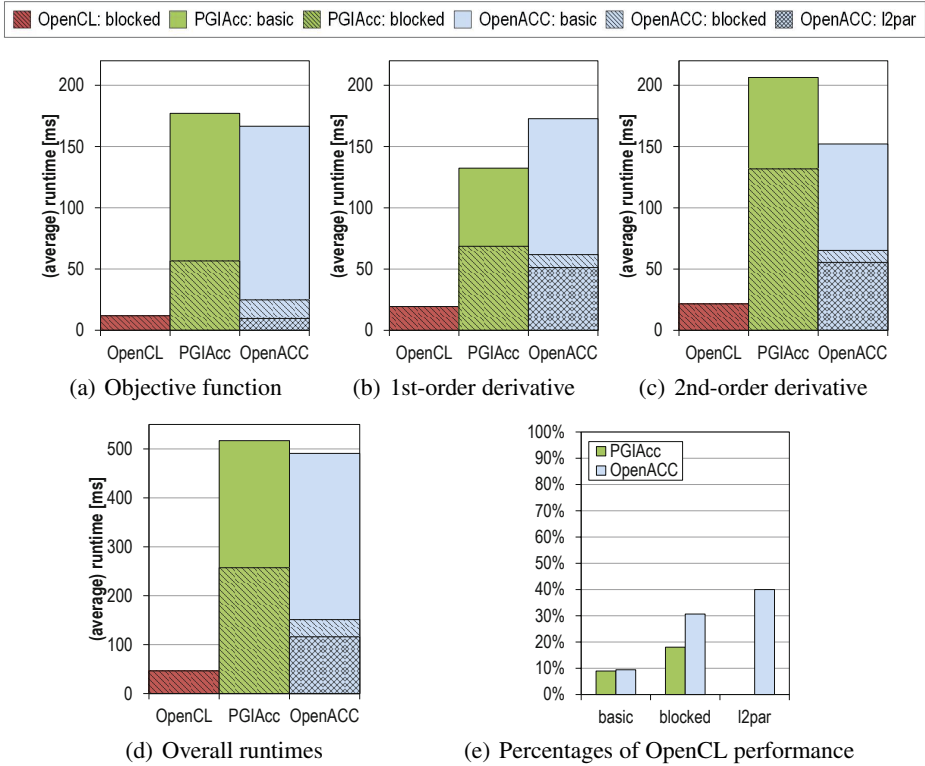 OpenCL: blocked PGIAcc: basic PGIAcc: blocked OpenACC: basic OpenACC: blocked OpenACC: l2par
(average) runtime [ms]
200
150
100
50
0
OpenCL PGIAcc OpenACC
(a) Objective function
(average) runtime [ms]
200
150
100
50
0
OpenCL PGIAcc OpenACC
(b) 1st-order derivative
(average) runtime [ms]
200
150
100
50
0
OpenCL PGIAcc OpenACC
(c) 2nd-order derivative
(average) runtime [ms]
500
400
300
200
100
0
OpenCL PGIAcc OpenACC
(d) Overall runtimes
100%
90%
80%
70%
60%
50%
40%
30%
20%
10%
0%
PGIAcc
OpenACC
basic blocked l2par
(e) Percentages of OpenCL performance